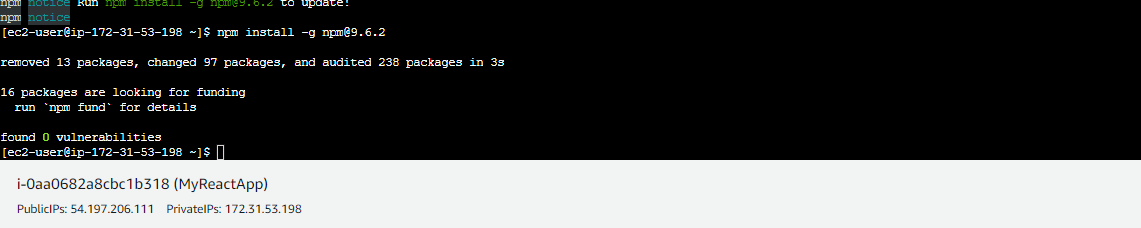 npm notice Run npm install -g npm@9.6.2 to update!
npm notice
[ec2-user@ip-172-31-53-198 ~]$ npm install -g npm@9.6.2
removed 13 packages, changed 97 packages, and audited 238 packages in 3s
16 packages are looking for funding
run `npm fund` for details
found 0 vulnerabilities
[ec2-user@ip-172-31-53-198 ~]$
i-0aa0682a8cbc1b318 (MyReactApp)
PublicIPs: 54.197.206.111 PrivateIPs: 172.31.53.198